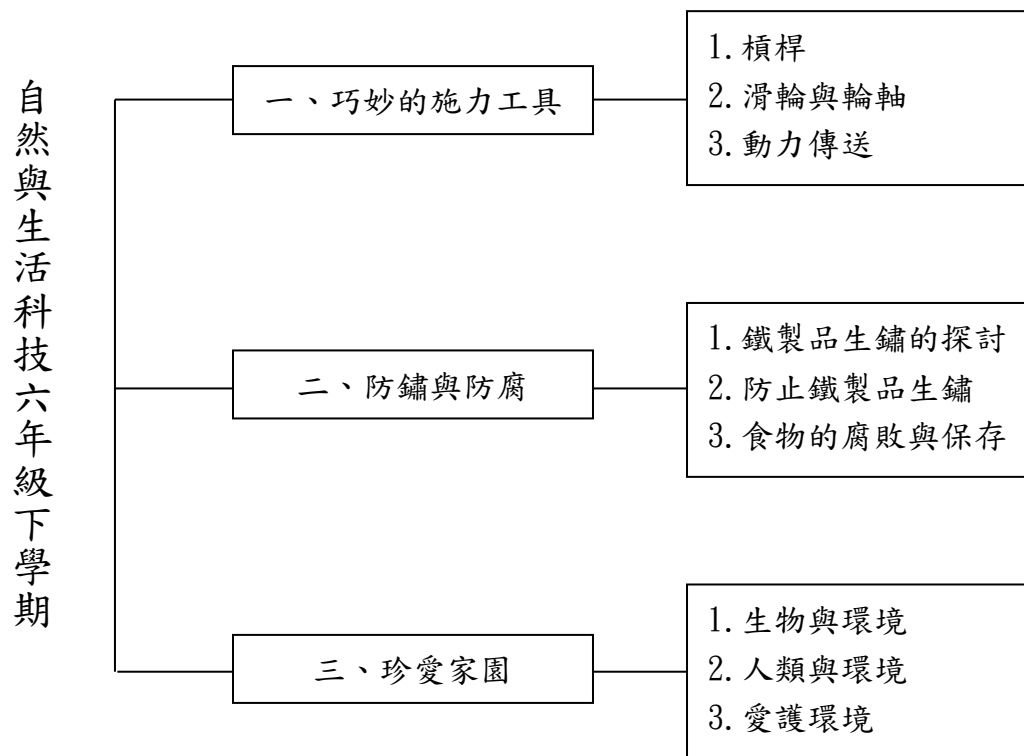 自然與生活科技六年級下學期
一、巧妙的施力工具
1.槓桿
2.滑輪與輪軸
3.動力傳送
二、防鏽與防腐
1.鐵製品生鏽的探討
2.防止鐵製品生鏽
3.食物的腐敗與保存
三、珍愛家園
1.生物與環境
2.人類與環境
3.愛護環境